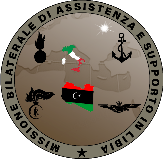 MISSIONE BILATERALE DI ASSISTENZA E SUPPORTO IN LIBIA